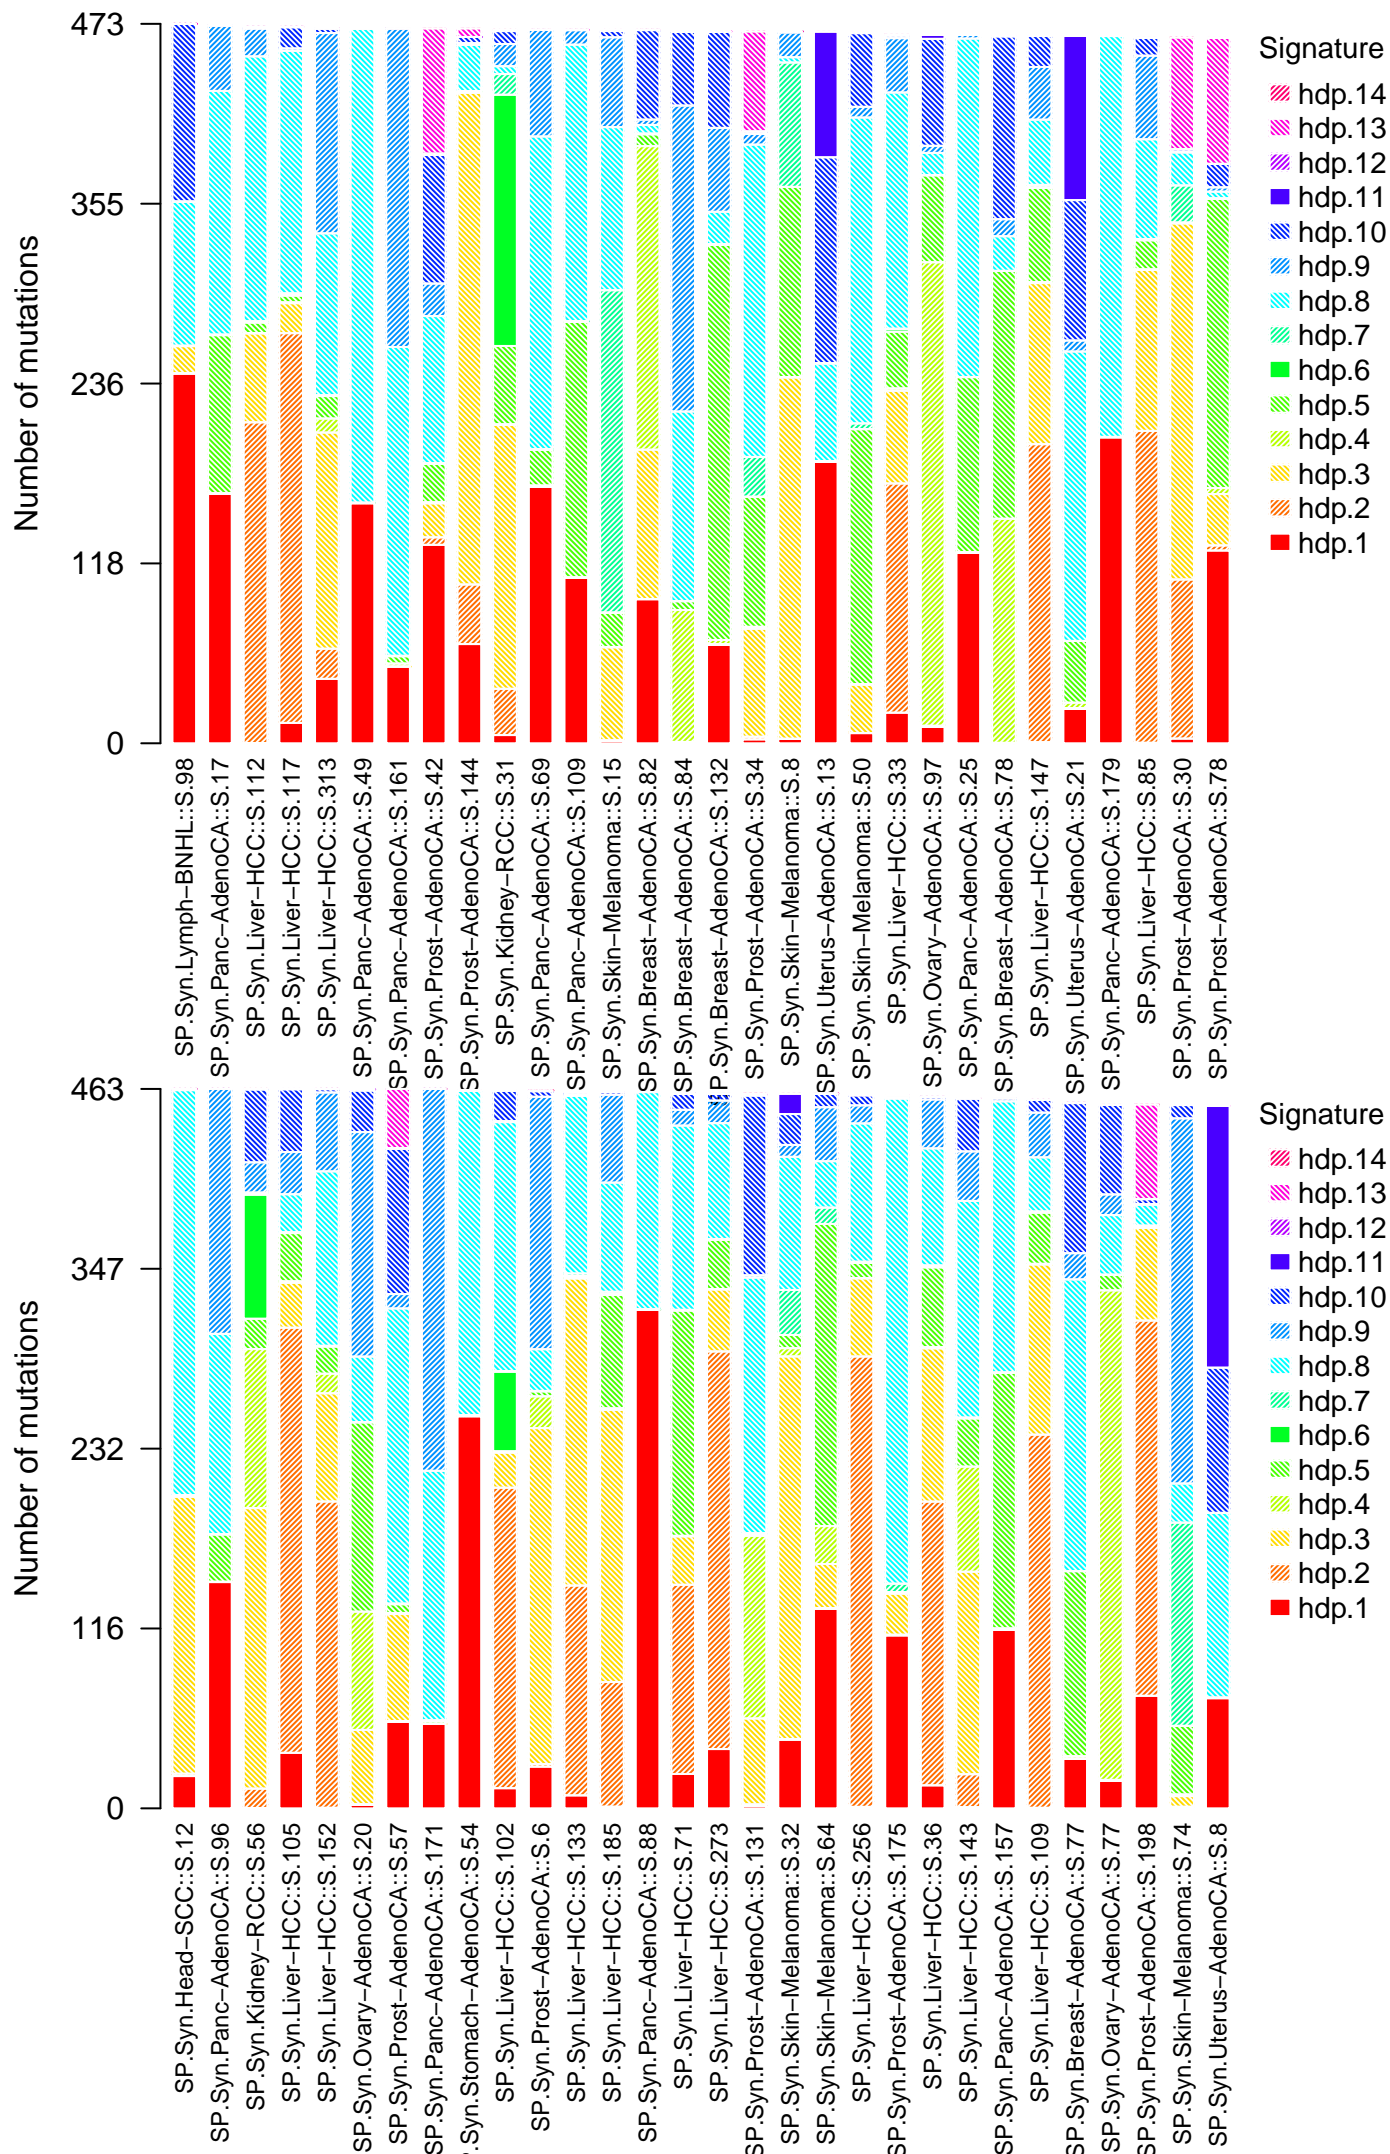 Number of mutations
473
355
236
118
0
Signature
hdp.14
hdp.13
hdp.12
hdp.11
hdp.10
hdp.9
hdp.8
hdp.7
hdp.6
hdp.5
hdp.4
hdp.3
hdp.2
hdp.1
SP.Syn.Lymph−BNHL::S.98
SP.Syn.Panc−AdenoCA::S.17
SP.Syn.Liver−HCC::S.112
SP.Syn.Liver−HCC::S.117
SP.Syn.Liver−HCC::S.313
SP.Syn.Panc−AdenoCA::S.49
SP.Syn.Panc−AdenoCA::S.161
SP.Syn.Prost−AdenoCA::S.42
SP.Syn.Prost−AdenoCA::S.144
SP.Syn.Kidney−RCC::S.31
SP.Syn.Panc−AdenoCA::S.69
SP.Syn.Panc−AdenoCA::S.109
SP.Syn.Skin−Melanoma::S.15
SP.Syn.Breast−AdenoCA::S.82
SP.Syn.Breast−AdenoCA::S.84
SP.Syn.Breast−AdenoCA::S.132
SP.Syn.Prost−AdenoCA::S.34
SP.Syn.Skin−Melanoma::S.8
SP.Syn.Uterus−AdenoCA::S.13
SP.Syn.Skin−Melanoma::S.50
SP.Syn.Liver−HCC::S.33
SP.Syn.Ovary−AdenoCA::S.97
SP.Syn.Panc−AdenoCA::S.25
SP.Syn.Breast−AdenoCA::S.78
SP.Syn.Liver−HCC::S.147
SP.Syn.Uterus−AdenoCA::S.21
SP.Syn.Panc−AdenoCA::S.179
SP.Syn.Liver−HCC::S.85
SP.Syn.Prost−AdenoCA::S.30
SP.Syn.Prost−AdenoCA::S.78
Number of mutations
463
347
232
116
0
Signature
hdp.14
hdp.13
hdp.12
hdp.11
hdp.10
hdp.9
hdp.8
hdp.7
hdp.6
hdp.5
hdp.4
hdp.3
hdp.2
hdp.1
SP.Syn.Head−SCC::S.12
SP.Syn.Panc−AdenoCA::S.96
SP.Syn.Kidney−RCC::S.56
SP.Syn.Liver−HCC::S.105
SP.Syn.Liver−HCC::S.152
SP.Syn.Ovary−AdenoCA::S.20
SP.Syn.Prost−AdenoCA::S.57
SP.Syn.Panc−AdenoCA::S.171
SP.Syn.Stomach−AdenoCA::S.54
SP.Syn.Liver−HCC::S.102
SP.Syn.Prost−AdenoCA::S.6
SP.Syn.Liver−HCC::S.133
SP.Syn.Liver−HCC::S.185
SP.Syn.Panc−AdenoCA::S.88
SP.Syn.Liver−HCC::S.71
SP.Syn.Liver−HCC::S.273
SP.Syn.Prost−AdenoCA::S.131
SP.Syn.Skin−Melanoma::S.32
SP.Syn.Skin−Melanoma::S.64
SP.Syn.Liver−HCC::S.256
SP.Syn.Prost−AdenoCA::S.175
SP.Syn.Liver−HCC::S.36
SP.Syn.Liver−HCC::S.143
SP.Syn.Panc−AdenoCA::S.157
SP.Syn.Liver−HCC::S.109
SP.Syn.Breast−AdenoCA::S.77
SP.Syn.Ovary−AdenoCA::S.77
SP.Syn.Prost−AdenoCA::S.198
SP.Syn.Skin−Melanoma::S.74
SP.Syn.Uterus−AdenoCA::S.8